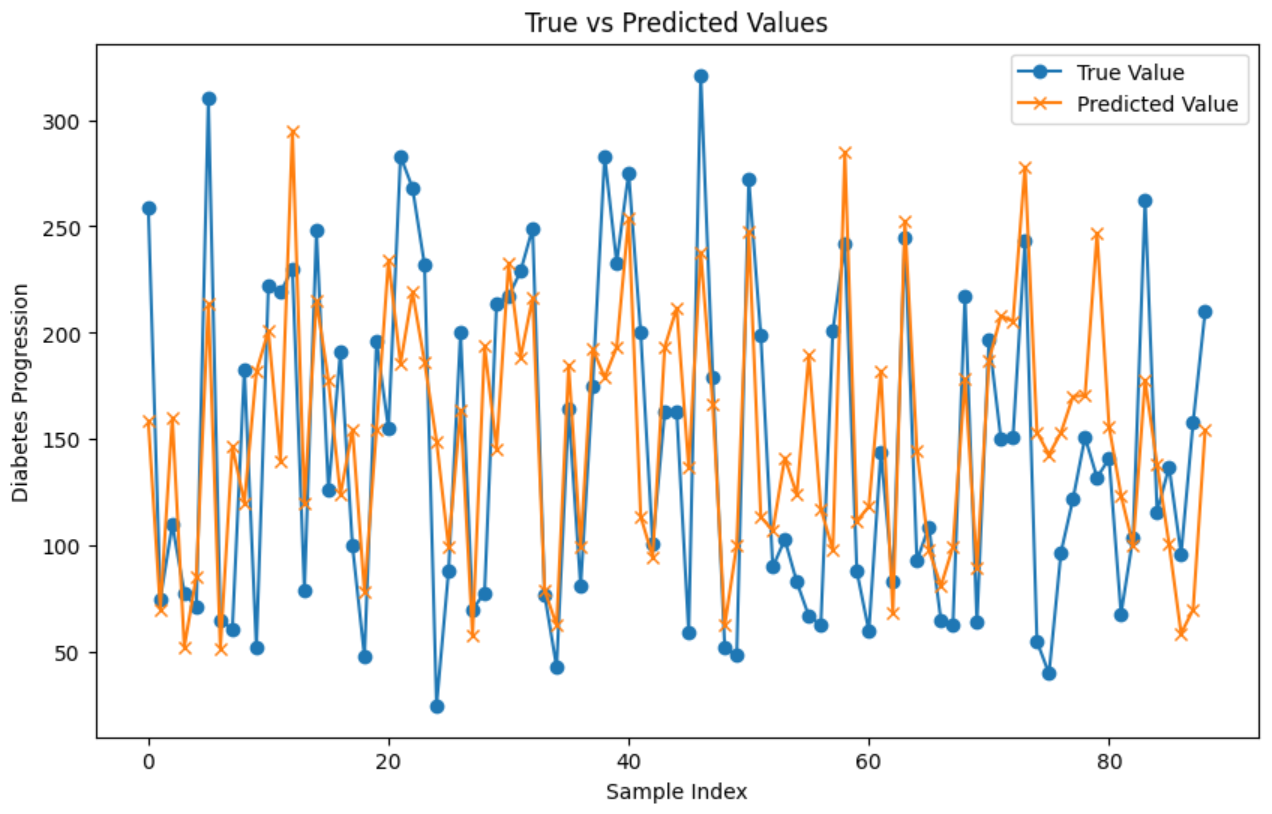 True vs Predicted Values
True Value
Predicted Value
Diabetes Progression
300
250
200
150
100
50
0
20
40
60
80
Sample Index